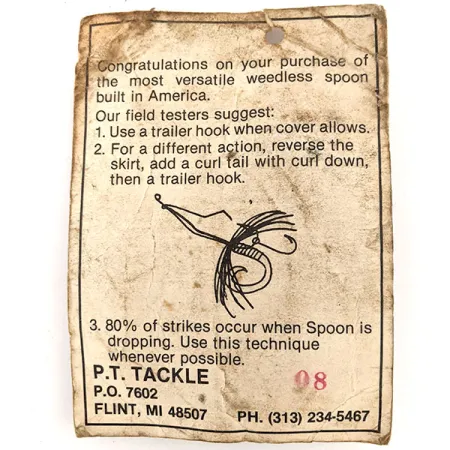 Congratulations on your purchase of
the most versatile weedless spoon
built in America.
Our field testers suggest:
1. Use a trailer hook when cover allows.
2. For a different action, reverse the
skirt, add a curl tail with curl down,
then a trailer hook.
3. 80% of strikes occur when Spoon is
dropping. Use this technique
whenever possible.
P.T. TACKLE
08
P.O. 7602
FLINT, MI 48507 PH. (313) 234-5467